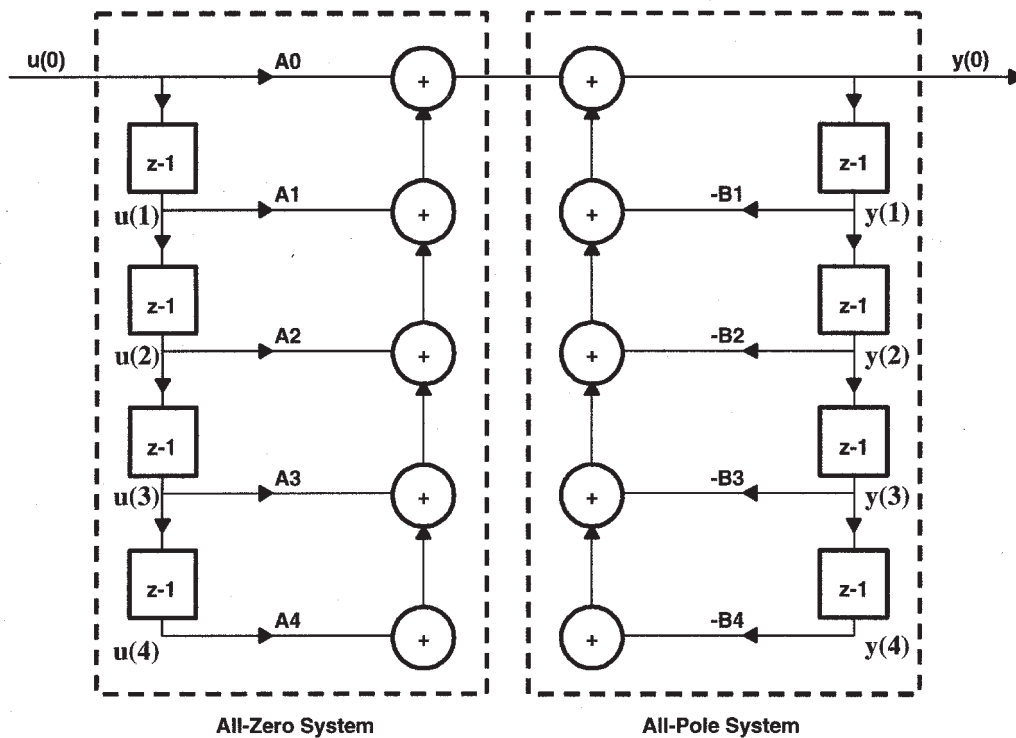 u(0)
A0
+
+
y(0)
z-1
z-1
u(1)
A1
+
+
-B1
y(1)
z-1
z-1
u(2)
A2
+
+
-B2
y(2)
z-1
z-1
u(3)
A3
+
+
-B3
y(3)
z-1
z-1
u(4)
A4
+
+
-B4
y(4)
All-Zero System
All-Pole System